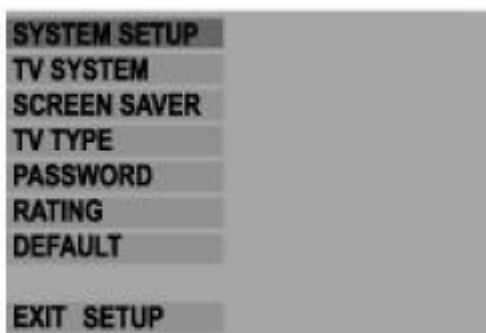 SYSTEM SETUP
TV SYSTEM
SCREEN SAVER
TV TYPE
PASSWORD
RATING
DEFAULT
EXIT SETUP